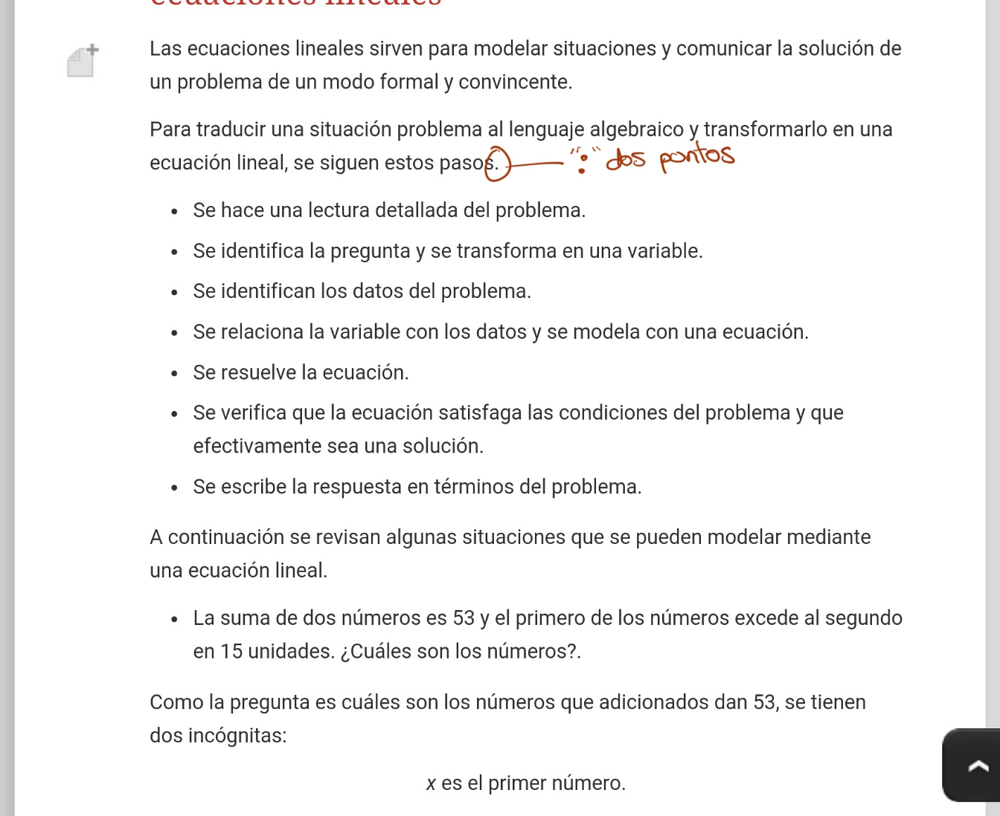 ecuaciones lineales
Las ecuaciones lineales sirven para modelar situaciones y comunicar la solución de
un problema de un modo formal y convincente.
Para traducir una situación problema al lenguaje algebraico y transformarlo en una
ecuación lineal, se siguen estos pasos. ":" dos pontos
• Se hace una lectura detallada del problema.
• Se identifica la pregunta y se transforma en una variable.
• Se identifican los datos del problema.
• Se relaciona la variable con los datos y se modela con una ecuación.
• Se resuelve la ecuación.
• Se verifica que la ecuación satisfaga las condiciones del problema y que
efectivamente sea una solución.
• Se escribe la respuesta en términos del problema.
A continuación se revisan algunas situaciones que se pueden modelar mediante
una ecuación lineal.
• La suma de dos números es 53 y el primero de los números excede al segundo
en 15 unidades. ¿Cuáles son los números?.
Como la pregunta es cuáles son los números que adicionados dan 53, se tienen
dos incógnitas:
x es el primer número.